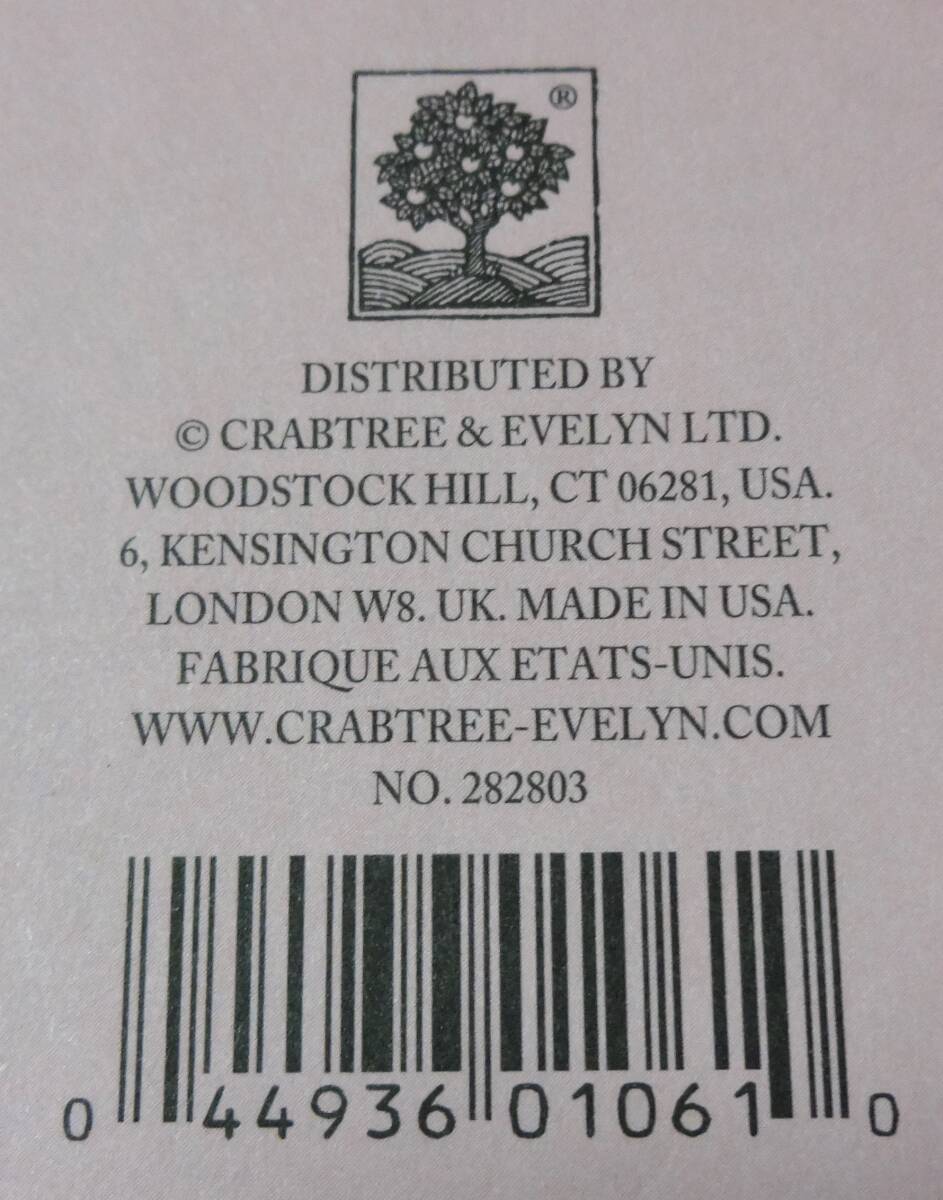 ®
DISTRIBUTED BY
© CRABTREE & EVELYN LTD.
WOODSTOCK HILL, CT 06281, USA.
6, KENSINGTON CHURCH STREET,
LONDON W8. UK. MADE IN USA.
FABRIQUE AUX ETATS-UNIS.
WWW.CRABTREE-EVELYN.COM
NO. 282803
0 44936 01061 0